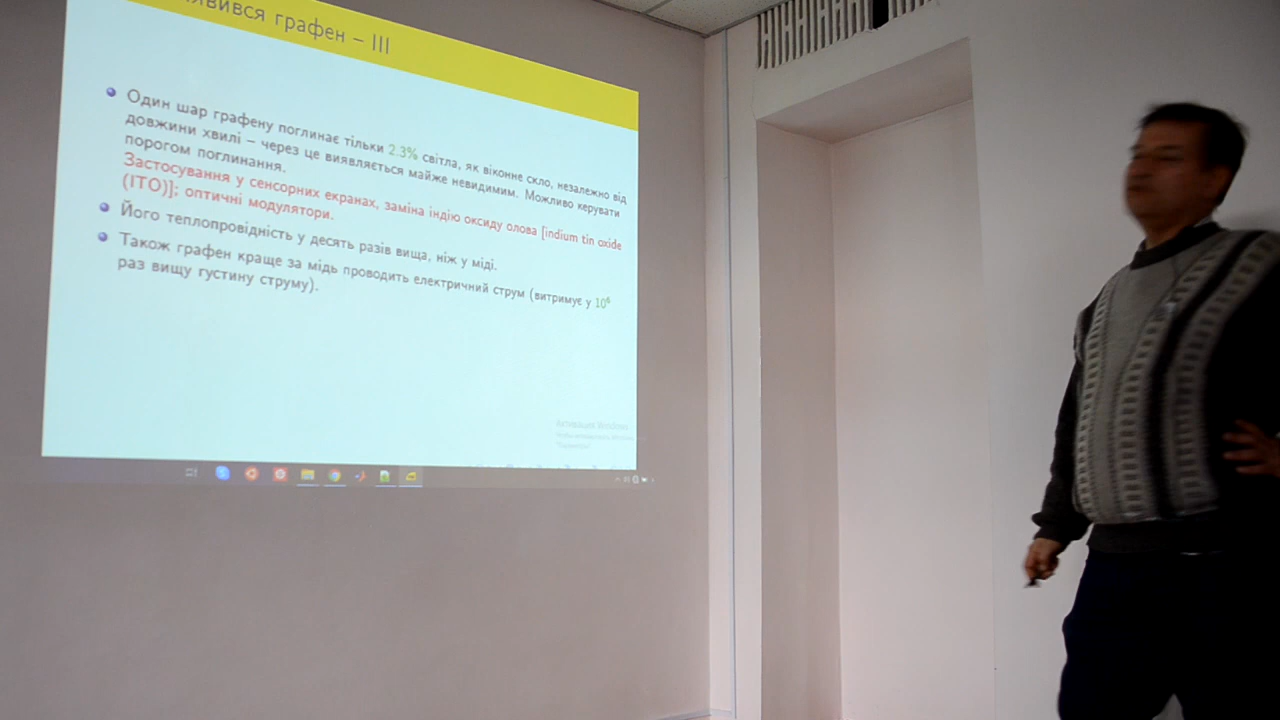 явився графен – III
Один шар графену поглинає тільки 2.3% світла, як віконне скло, незалежно від
довжини хвилі – через це виявляється майже невидимим. Можливо керувати
порогом поглинання.
Застосування у сенсорних екранах, заміна індію оксиду олова [indium tin oxide
(ITO)]; оптичні модулятори.
Його теплопровідність у десять разів вища, ніж у міді.
Також графен краще за мідь проводить електричний струм (витримує у 10⁶
раз вищу густину струму).
Активация Windows